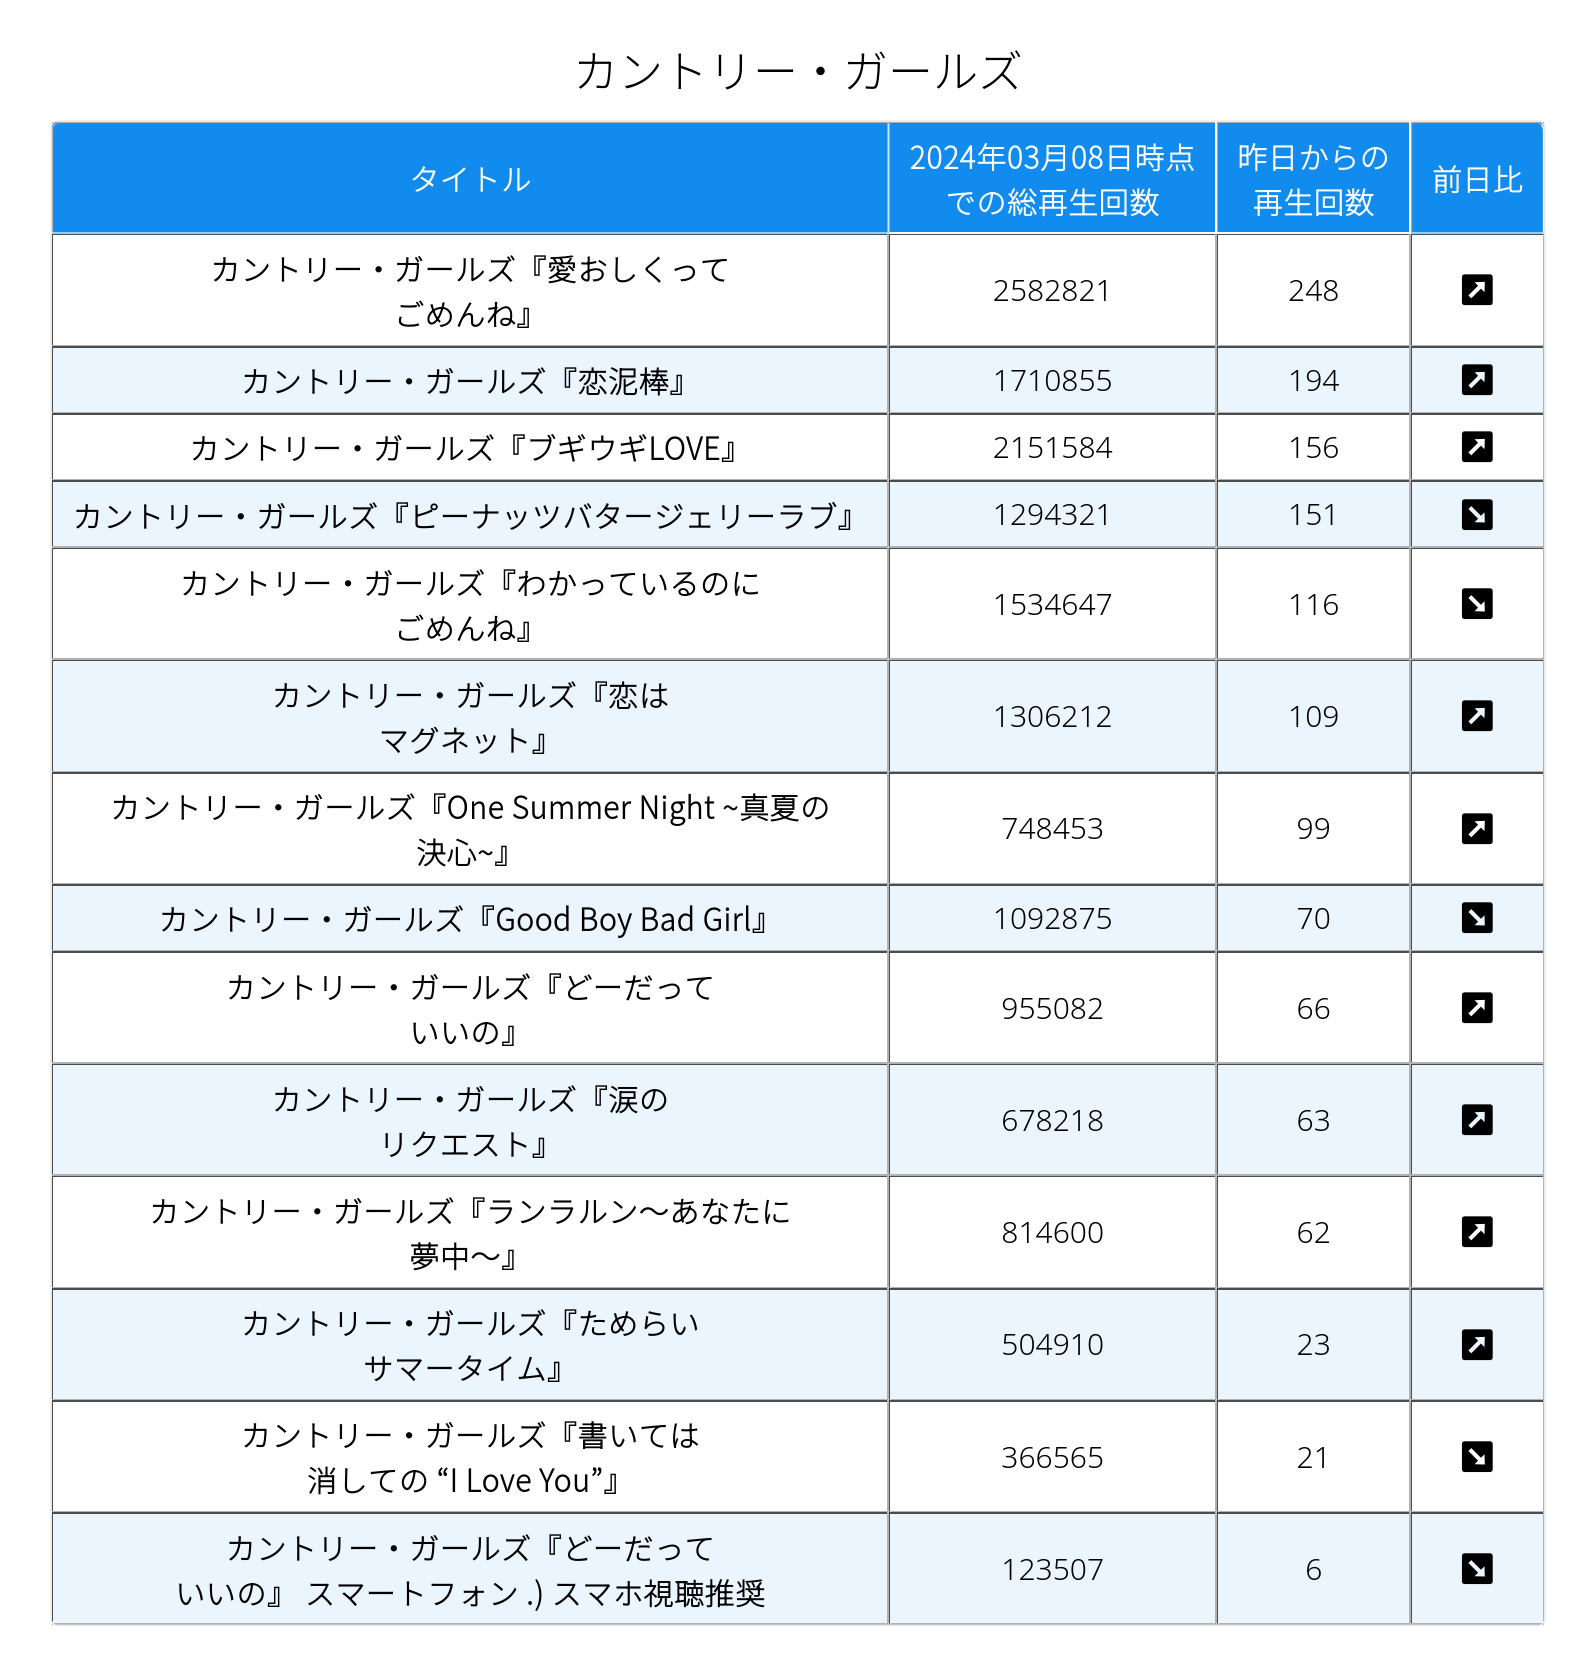 カントリー・ガールズ
タイトル
2024年03月08日時点
での総再生回数
昨日からの
再生回数
前日比
カントリー・ガールズ『愛おしくって
ごめんね』
2582821
248
カントリー・ガールズ『恋泥棒』
1710855
194
カントリー・ガールズ『ブギウギLOVE』
2151584
156
カントリー・ガールズ『ピーナッツバタージェリーラブ』
1294321
151
カントリー・ガールズ『わかっているのに
ごめんね』
1534647
116
カントリー・ガールズ『恋は
マグネット』
1306212
109
カントリー・ガールズ『One Summer Night ~真夏の
決心~』
748453
99
カントリー・ガールズ『Good Boy Bad Girl』
1092875
70
カントリー・ガールズ『どーだって
いいの』
955082
66
カントリー・ガールズ『涙の
リクエスト』
678218
63
カントリー・ガールズ『ランラルン〜あなたに
夢中〜』
814600
62
カントリー・ガールズ『ためらい
サマータイム』
504910
23
カントリー・ガールズ『書いては
消しての “I Love You”』
366565
21
カントリー・ガールズ『どーだって
いいの』 スマートフォン .) スマホ視聴推奨
123507
6